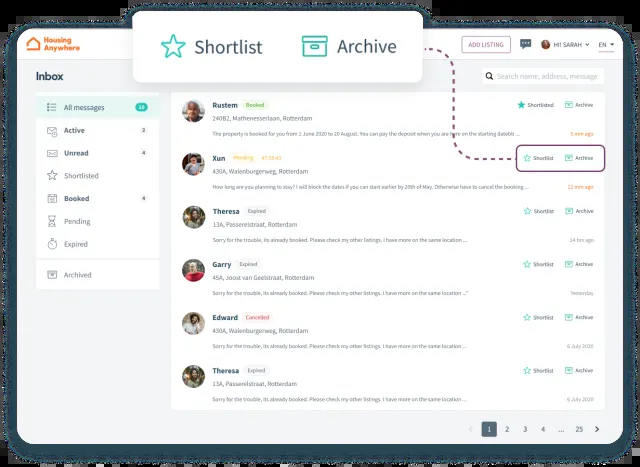 Shortlist Archive
Housing
Anywhere
ADD LISTING HI! SARAH EN
Inbox
Search name, address, message
All messages
Active 2
Unread 4
Shortlisted
Booked 4
Pending
Expired
Archived
Rustem Booked Shortlisted Archive
240B2, Mathenesserlaan, Rotterdam
The property is booked for you from 1 June 2020 to 20 August. You can pay the deposit when you are here on the starting datebti ... 5 min ago
Xun Pending 47:59:43 Shortlist Archive
430A, Walenburgerweg, Rotterdam
How long are you planning to stay? I will block the dates if you can start earlier by 20th of May. Otherwise have to cancel the booking ... 22 min ago
Theresa Expired Shortlist Archive
13A, Passerelstraat, Rotterdam
Sorry for the trouble, its already booked. Please check my other listings. I have more on the same location ... 24 hrs ago
Garry Expired Shortlist Archive
45A, Joost van Geelstraat, Rotterdam
Sorry for the trouble, its already booked. Please check my other listings. I have more on the same location ..." Yesterday
Edward Cancelled Shortlist Archive
430A, Walenburgerweg, Rotterdam
Sorry for the trouble, its already booked. Please check my other listings. I have more on the same location ... 6 July 2020
Theresa Expired Shortlist Archive
13A, Passerelstraat, Rotterdam
Sorry for the trouble, its already booked. Please check my other listings. I have more on the same location ... 6 July 2020
1 2 3 4 ... 25